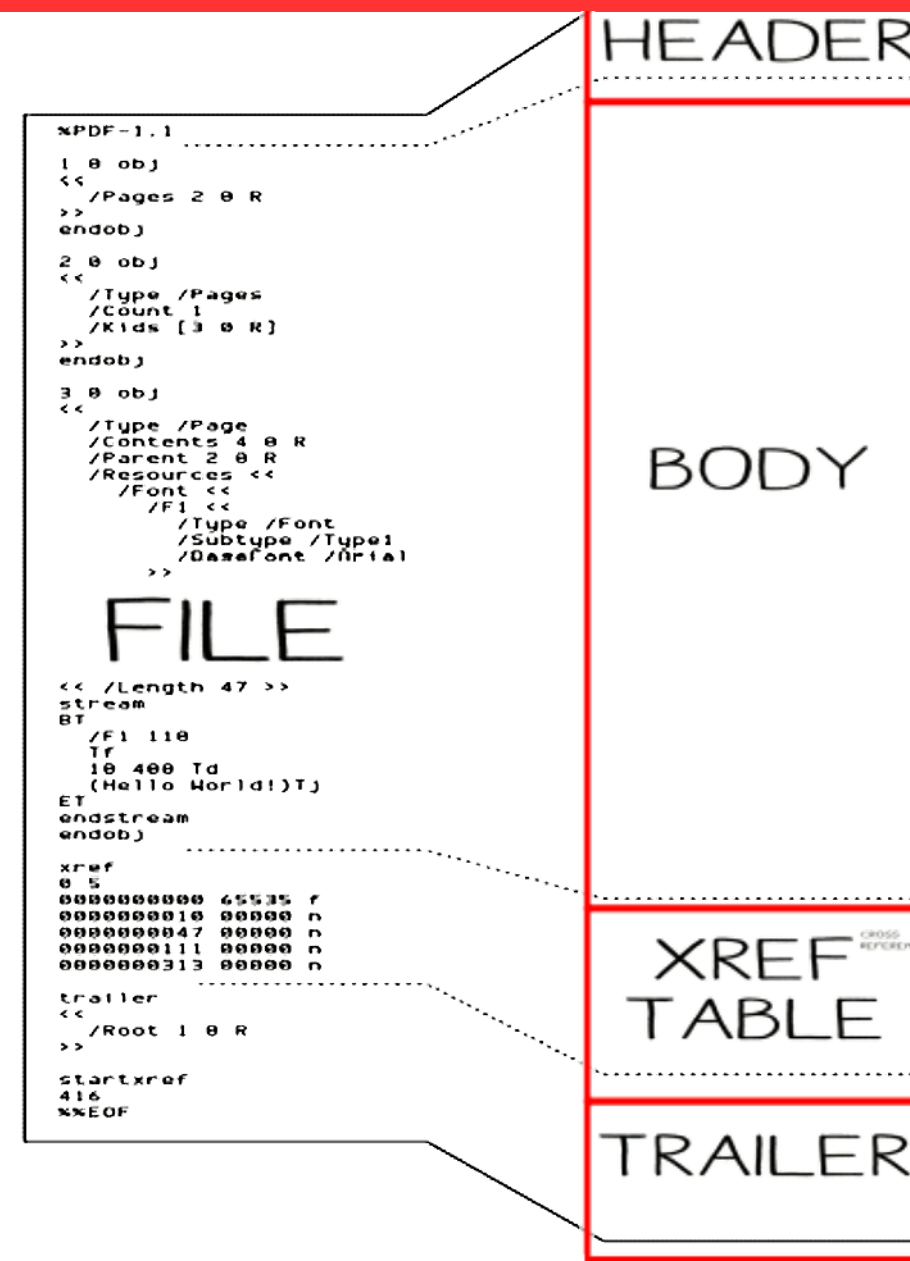 %PDF-1.1
1 0 obj
<<
/Pages 2 0 R
>>
endobj
2 0 obj
<<
/Type /Pages
/Count 1
/Kids [3 0 R]
>>
endobj
3 0 obj
<<
/Type /Page
/Contents 4 0 R
/Parent 2 0 R
/Resources <<
/Font <<
/F1 <<
/Type /Font
/Subtype /Type1
/BaseFont /Arial
>>
FILE
<< /Length 47 >>
stream
BT
/F1 110
Tf
10 400 Td
(Hello World!)Tj
ET
endstream
endobj
xref
0 5
0000000000 65535 f
0000000010 00000 n
0000000047 00000 n
0000000111 00000 n
0000000313 00000 n
trailer
<<
/Root 1 0 R
>>
startxref
416
%%EOF
HEADER
BODY
XREF
CROSS
TABLE
TRAILER